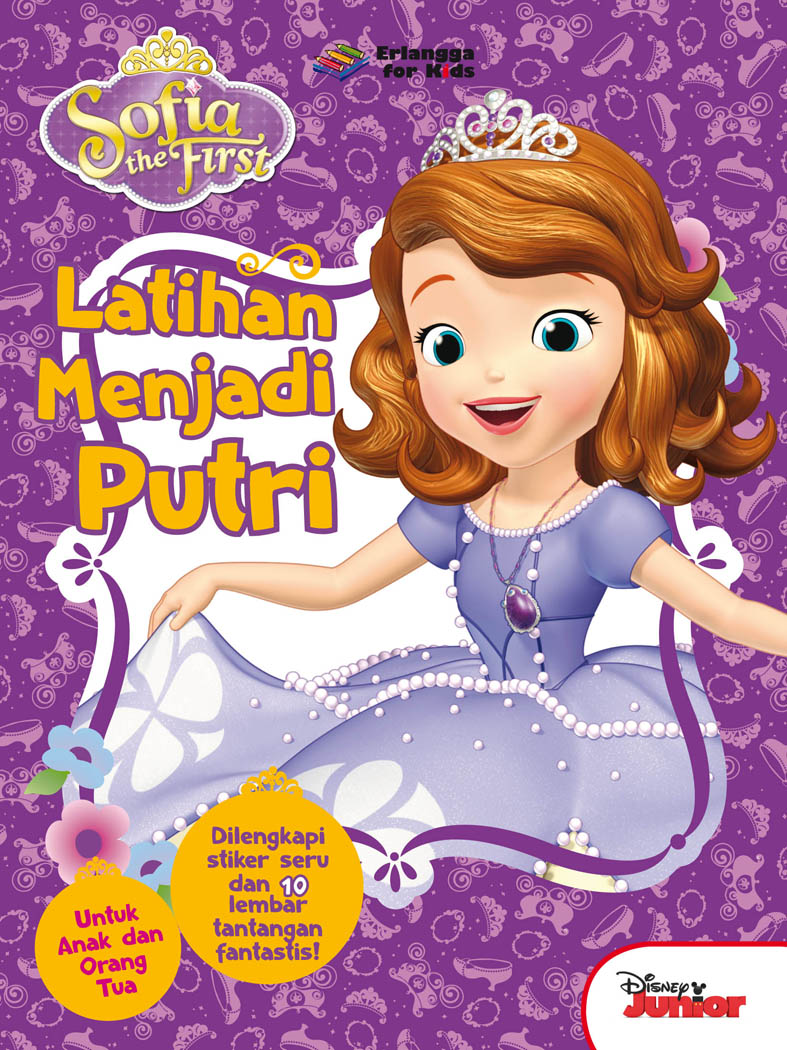 Sofia
the First
Erlangga
for Kids
Latihan
Menjadi
Putri
Dilengkapi
stiker seru
dan 10
lembar
tantangan
fantastis!
Untuk
Anak dan
Orang
Tua
Disney
Junior